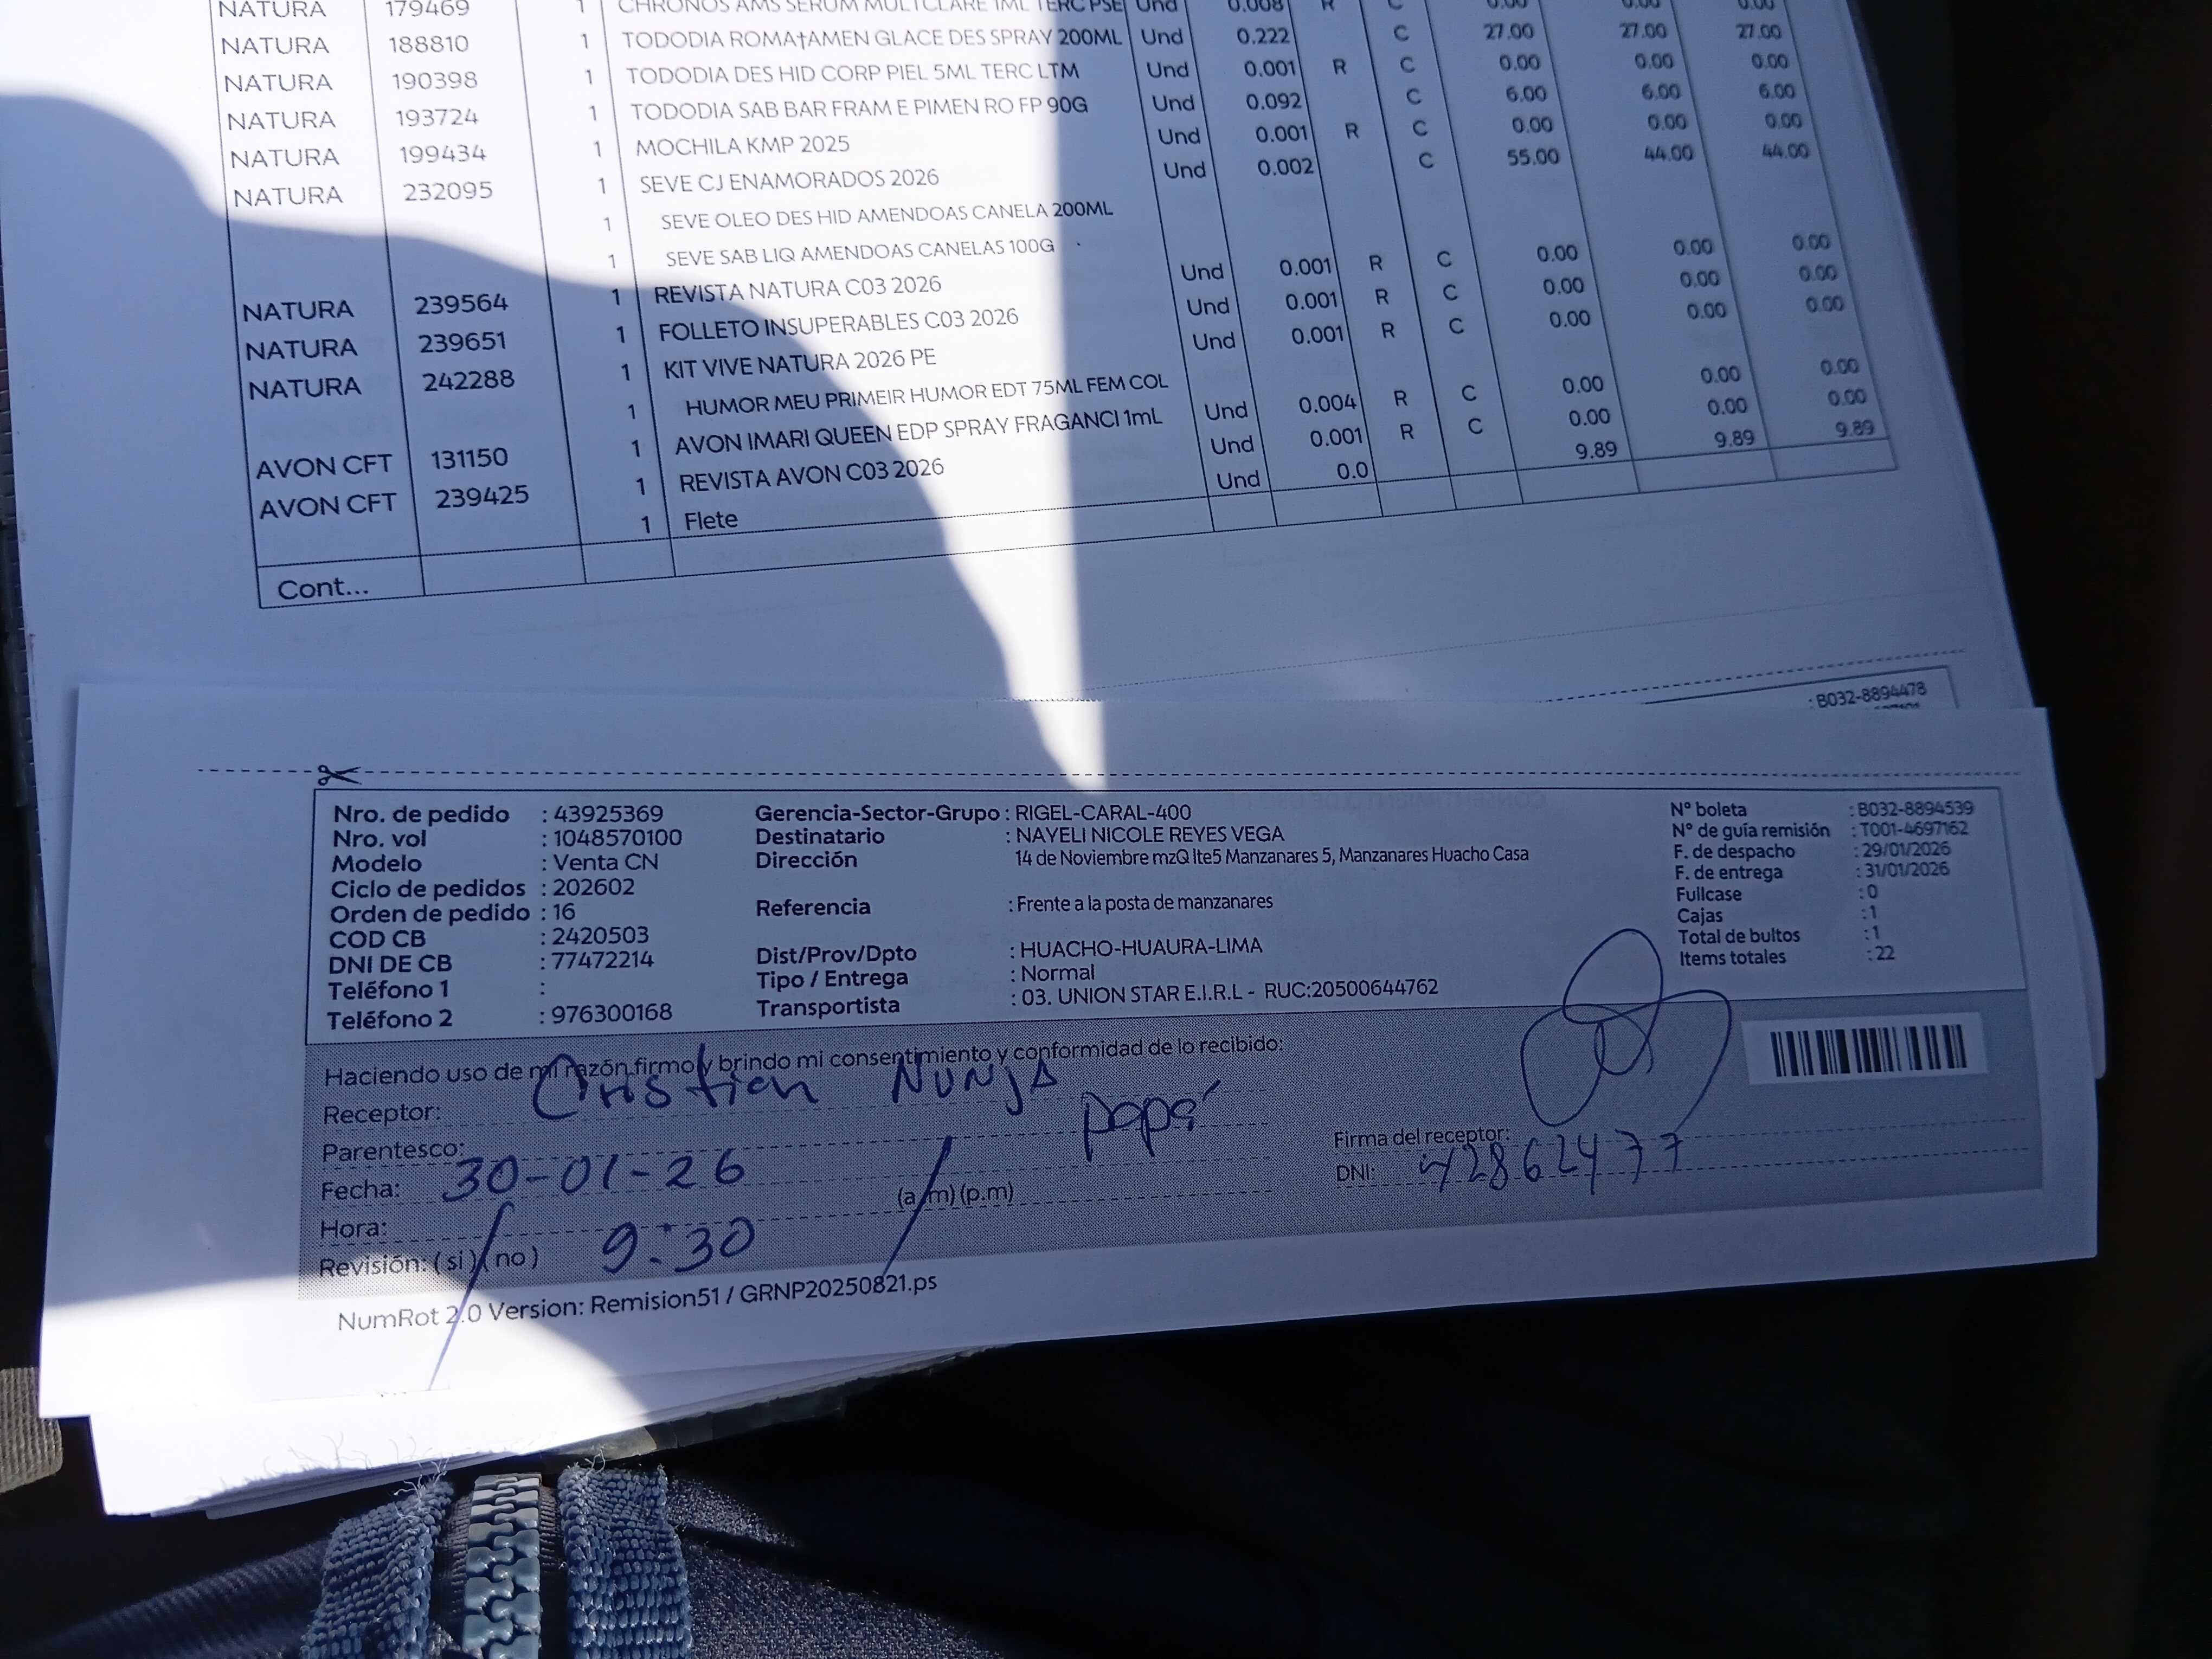 NATURA 179469 1 CHRONOS AMS SERUM MULTCLARE 1ML TERC PSE Und 0.008 R C 0.00 0.00 0.00
NATURA 188810 1 TODODIA ROMA†AMEN GLACE DES SPRAY 200ML Und 0.222 C 27.00 27.00 27.00
NATURA 190398 1 TODODIA DES HID CORP PIEL 5ML TERC LTM Und 0.001 R C 0.00 0.00 0.00
NATURA 193724 1 TODODIA SAB BAR FRAM E PIMEN RO FP 90G Und 0.092 C 6.00 6.00 6.00
NATURA 199434 1 MOCHILA KMP 2025 Und 0.001 R C 0.00 0.00 0.00
NATURA 232095 1 SEVE CJ ENAMORADOS 2026 Und 0.002 C 55.00 44.00 44.00
1 SEVE OLEO DES HID AMENDOAS CANELA 200ML
1 SEVE SAB LIQ AMENDOAS CANELAS 100G
NATURA 239564 1 REVISTA NATURA C03 2026 Und 0.001 R C 0.00 0.00 0.00
NATURA 239651 1 FOLLETO INSUPERABLES C03 2026 Und 0.001 R C 0.00 0.00 0.00
NATURA 242288 1 KIT VIVE NATURA 2026 PE Und 0.001 R C 0.00 0.00 0.00
1 HUMOR MEU PRIMEIR HUMOR EDT 75ML FEM COL
AVON CFT 131150 1 AVON IMARI QUEEN EDP SPRAY FRAGANCI 1mL Und 0.004 R C 0.00 0.00 0.00
AVON CFT 239425 1 REVISTA AVON C03 2026 Und 0.001 R C 0.00 0.00 0.00
1 Flete Und 0.0 9.89 9.89 9.89
Cont...
: B032-8894478
Nro. de pedido : 43925369 Gerencia-Sector-Grupo : RIGEL-CARAL-400 N° boleta : B032-8894539
Nro. vol : 1048570100 Destinatario : NAYELI NICOLE REYES VEGA N° de guía remisión : T001-4697162
Modelo : Venta CN Dirección 14 de Noviembre mzQ lte5 Manzanares 5, Manzanares Huacho Casa F. de despacho : 29/01/2026
Ciclo de pedidos : 202602 F. de entrega : 31/01/2026
Orden de pedido : 16 Referencia : Frente a la posta de manzanares Fullcase : 0
COD CB : 2420503 Cajas : 1
DNI DE CB : 77472214 Dist/Prov/Dpto : HUACHO-HUAURA-LIMA Total de bultos : 1
Teléfono 1 : Tipo / Entrega : Normal Items totales : 22
Teléfono 2 : 976300168 Transportista : 03. UNION STAR E.I.R.L - RUC:20500644762
Haciendo uso de mi razón firmo y brindo mi consentimiento y conformidad de lo recibido:
Receptor: Cristian NUNJA
Parentesco: papá Firma del receptor:
Fecha: 30-01-26 DNI: 42862477
Hora: 9:30 (a.m) (p.m)
Revisión: ( si ) ( no )
NumRot 2.0 Version: Remision51 / GRNP20250821.ps